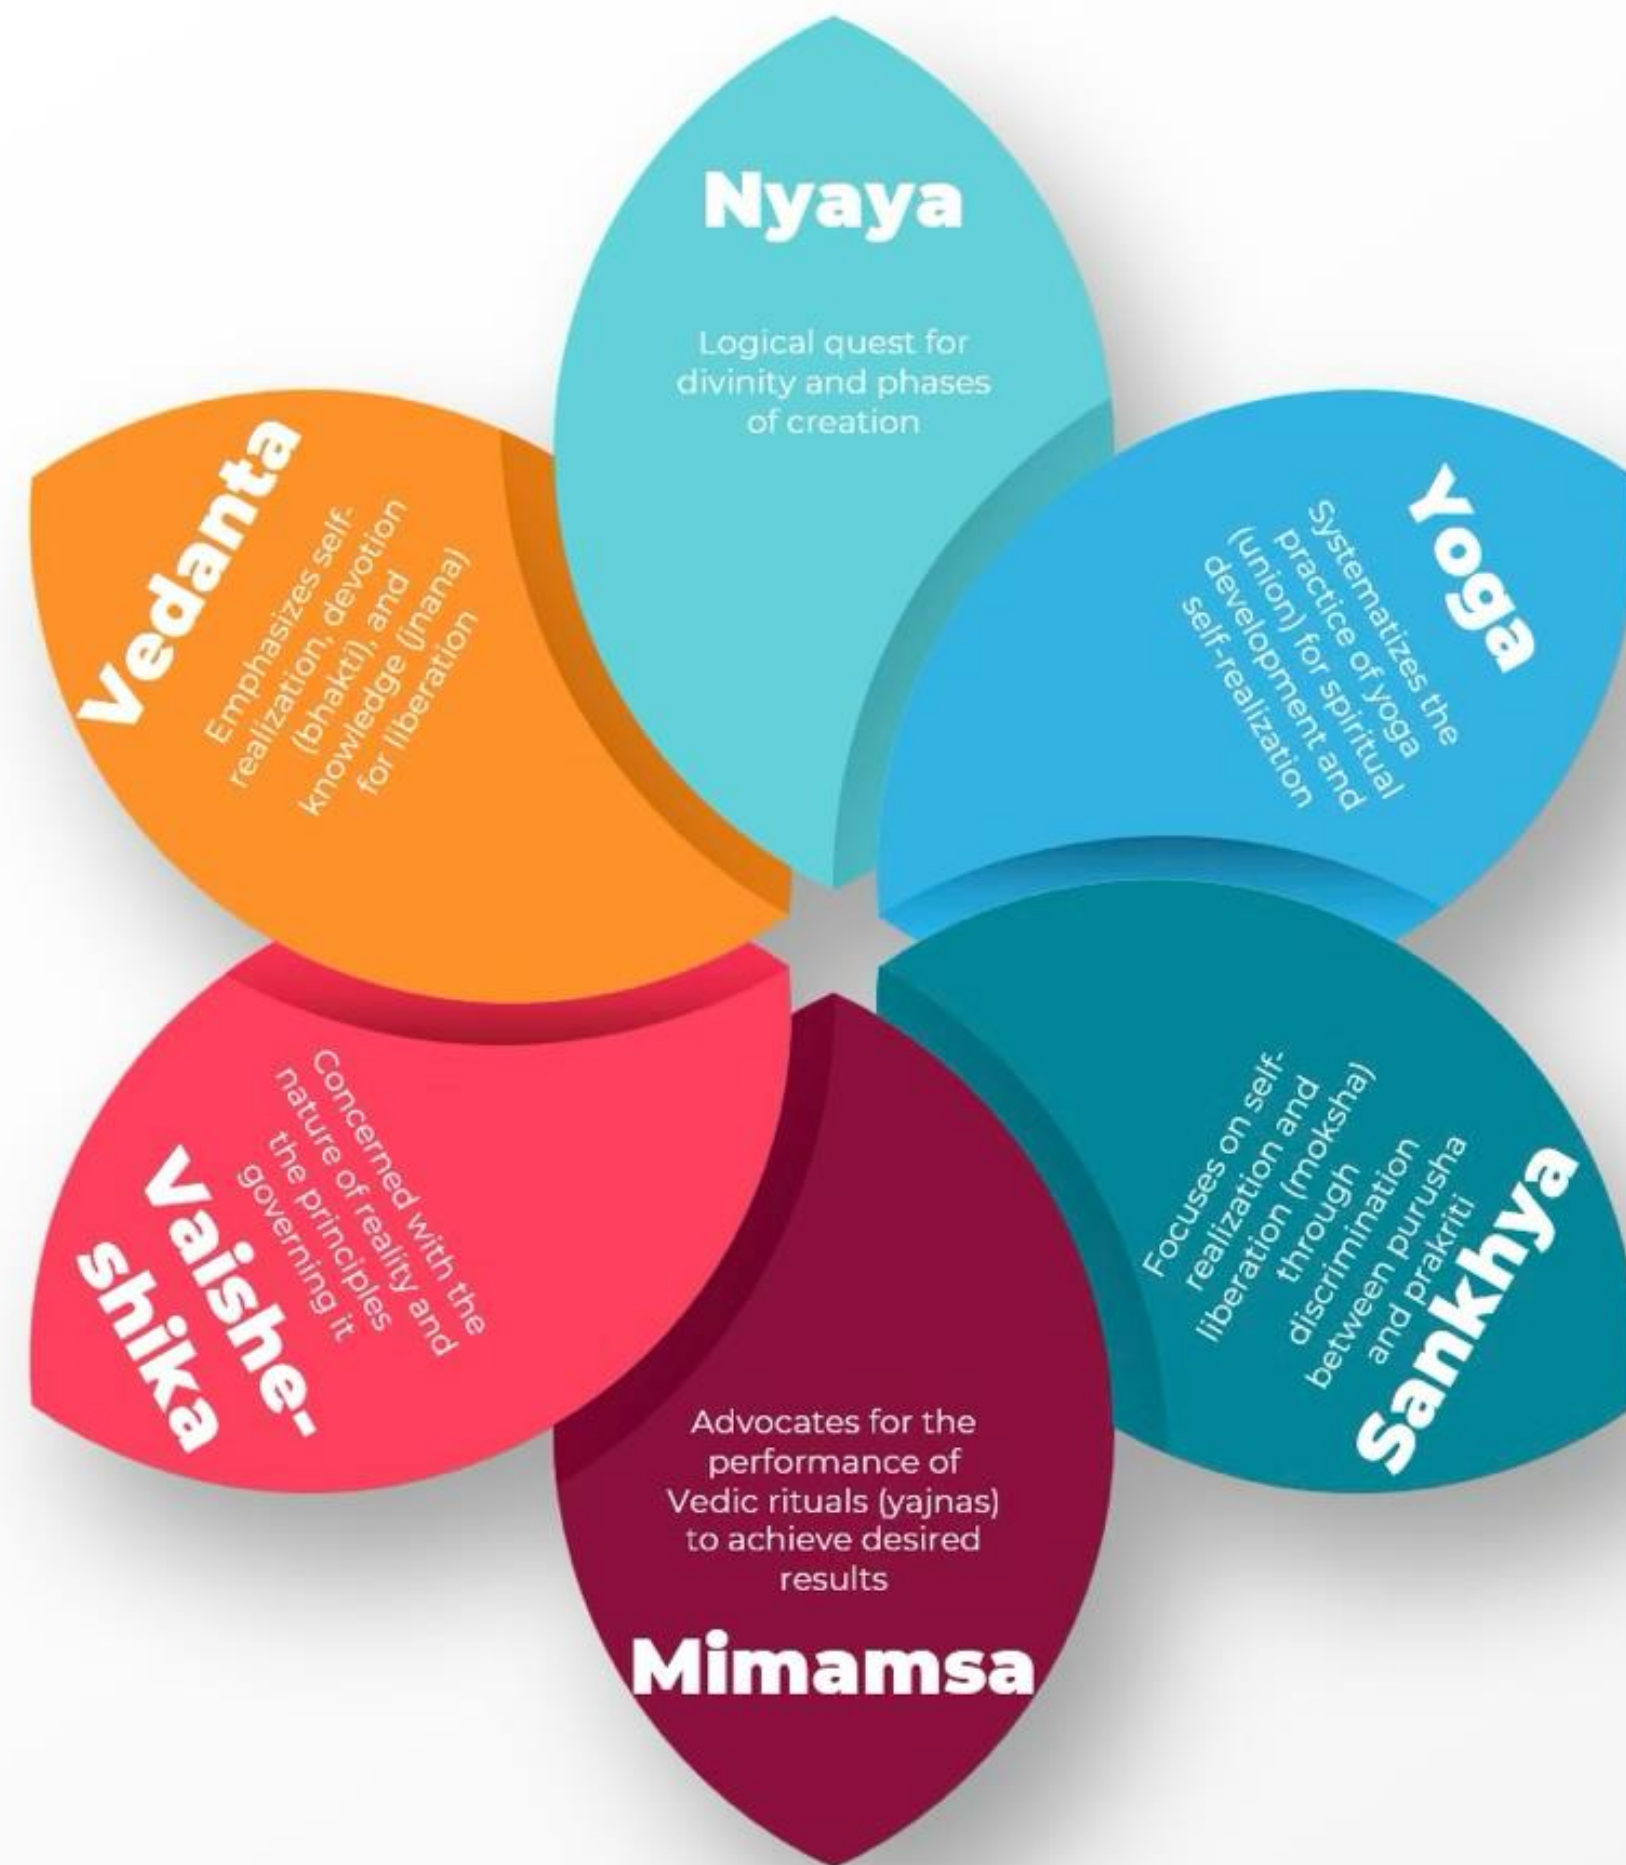 Nyaya
Logical quest for
divinity and phases
of creation
Yoga
Systematizes the
practice of yoga
(union) for spiritual
development and
self-realization
Focuses on self-
realization and
liberation (moksha)
through
discrimination
between purusha
and prakriti
Sankhya
Advocates for the
performance of
Vedic rituals (yajnas)
to achieve desired
results
Mimamsa
Concerned with the
nature of reality and
the principles
governing it
Vaishe-
shika
Vedanta
Emphasizes self-
realization, devotion
(bhakti), and
knowledge (jnana)
for liberation